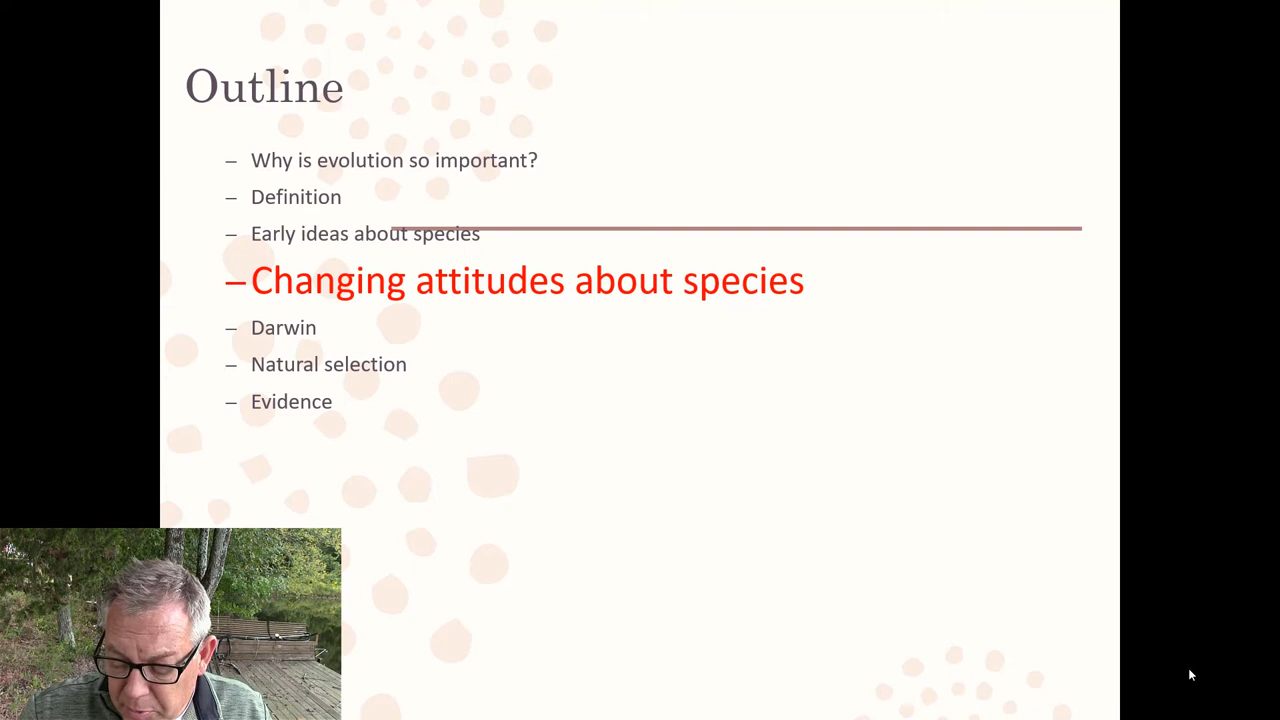 Outline
– Why is evolution so important?
– Definition
– Early ideas about species
– Changing attitudes about species
– Darwin
– Natural selection
– Evidence